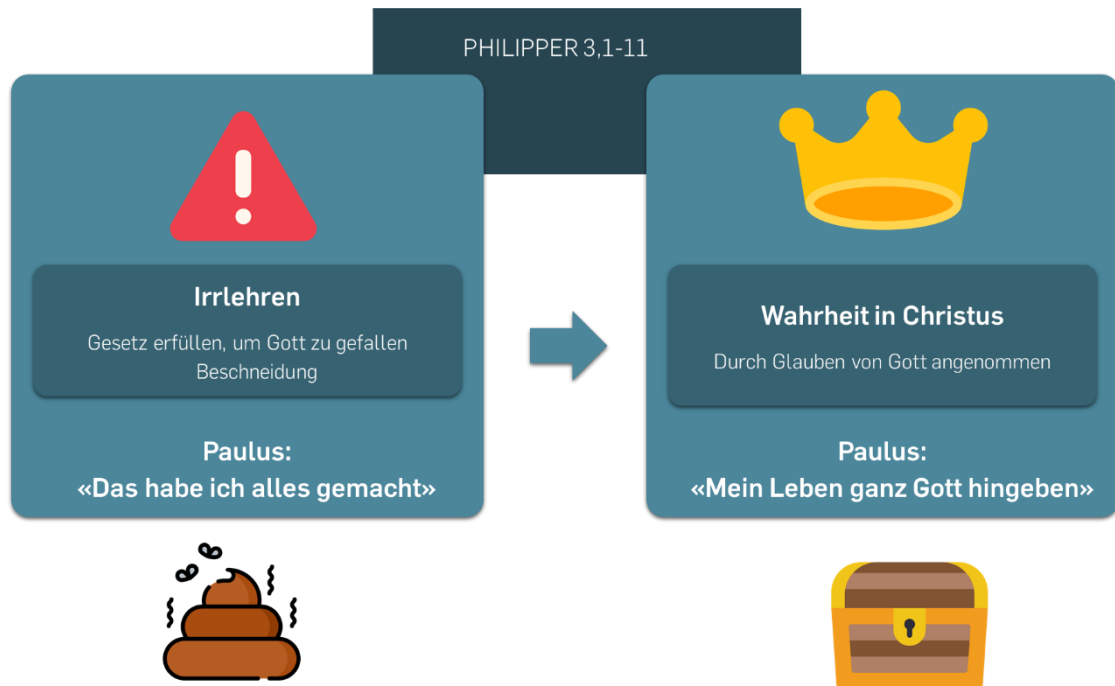 PHILIPPER 3,1-11
Irrlehren
Gesetz erfüllen, um Gott zu gefallen
Beschneidung
Paulus:
«Das habe ich alles gemacht»
Wahrheit in Christus
Durch Glauben von Gott angenommen
Paulus:
«Mein Leben ganz Gott hingeben»